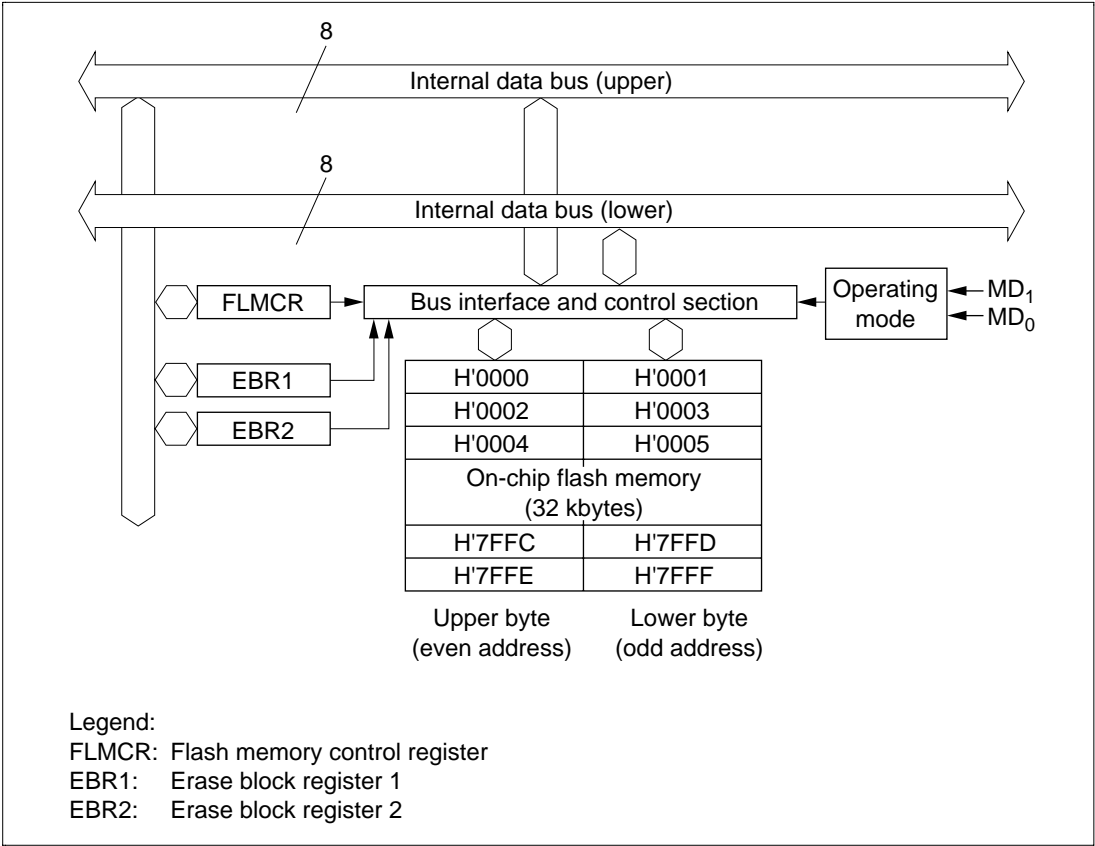 8
Internal data bus (upper)
8
Internal data bus (lower)
FLMCR
Bus interface and control section
Operating
mode
MD1
MD0
EBR1
EBR2
H'0000 H'0001
H'0002 H'0003
H'0004 H'0005
On-chip flash memory
(32 kbytes)
H'7FFC H'7FFD
H'7FFE H'7FFF
Upper byte
(even address)
Lower byte
(odd address)
Legend:
FLMCR: Flash memory control register
EBR1: Erase block register 1
EBR2: Erase block register 2